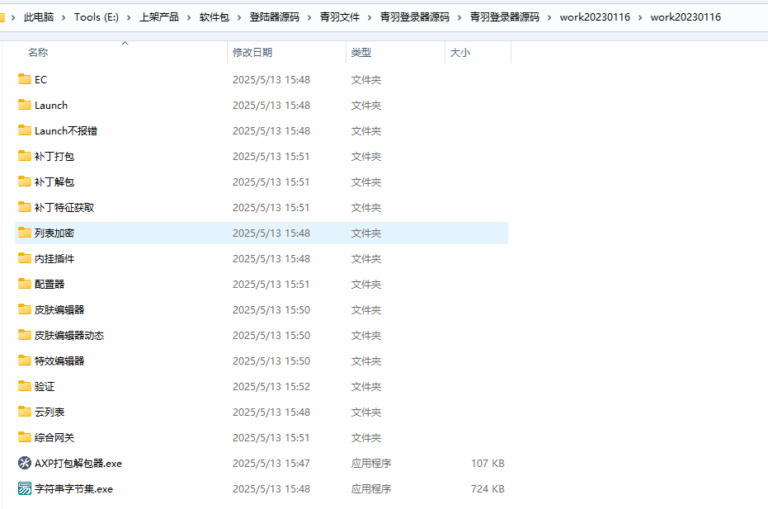 此电脑 > Tools (E:) > 上架产品 > 软件包 > 登陆器源码 > 青羽文件 > 青羽登录器源码 > 青羽登录器源码 > work20230116 > work20230116
名称 修改日期 类型 大小
EC 2025/5/13 15:48 文件夹
Launch 2025/5/13 15:48 文件夹
Launch不报错 2025/5/13 15:48 文件夹
补丁打包 2025/5/13 15:51 文件夹
补丁解包 2025/5/13 15:51 文件夹
补丁特征获取 2025/5/13 15:51 文件夹
列表加密 2025/5/13 15:48 文件夹
内挂插件 2025/5/13 15:48 文件夹
配置器 2025/5/13 15:51 文件夹
皮肤编辑器 2025/5/13 15:50 文件夹
皮肤编辑器动态 2025/5/13 15:50 文件夹
特效编辑器 2025/5/13 15:50 文件夹
验证 2025/5/13 15:52 文件夹
云列表 2025/5/13 15:48 文件夹
综合网关 2025/5/13 15:51 文件夹
AXP打包解包器.exe 2025/5/13 15:47 应用程序 107 KB
字符串字节集.exe 2025/5/13 15:48 应用程序 724 KB